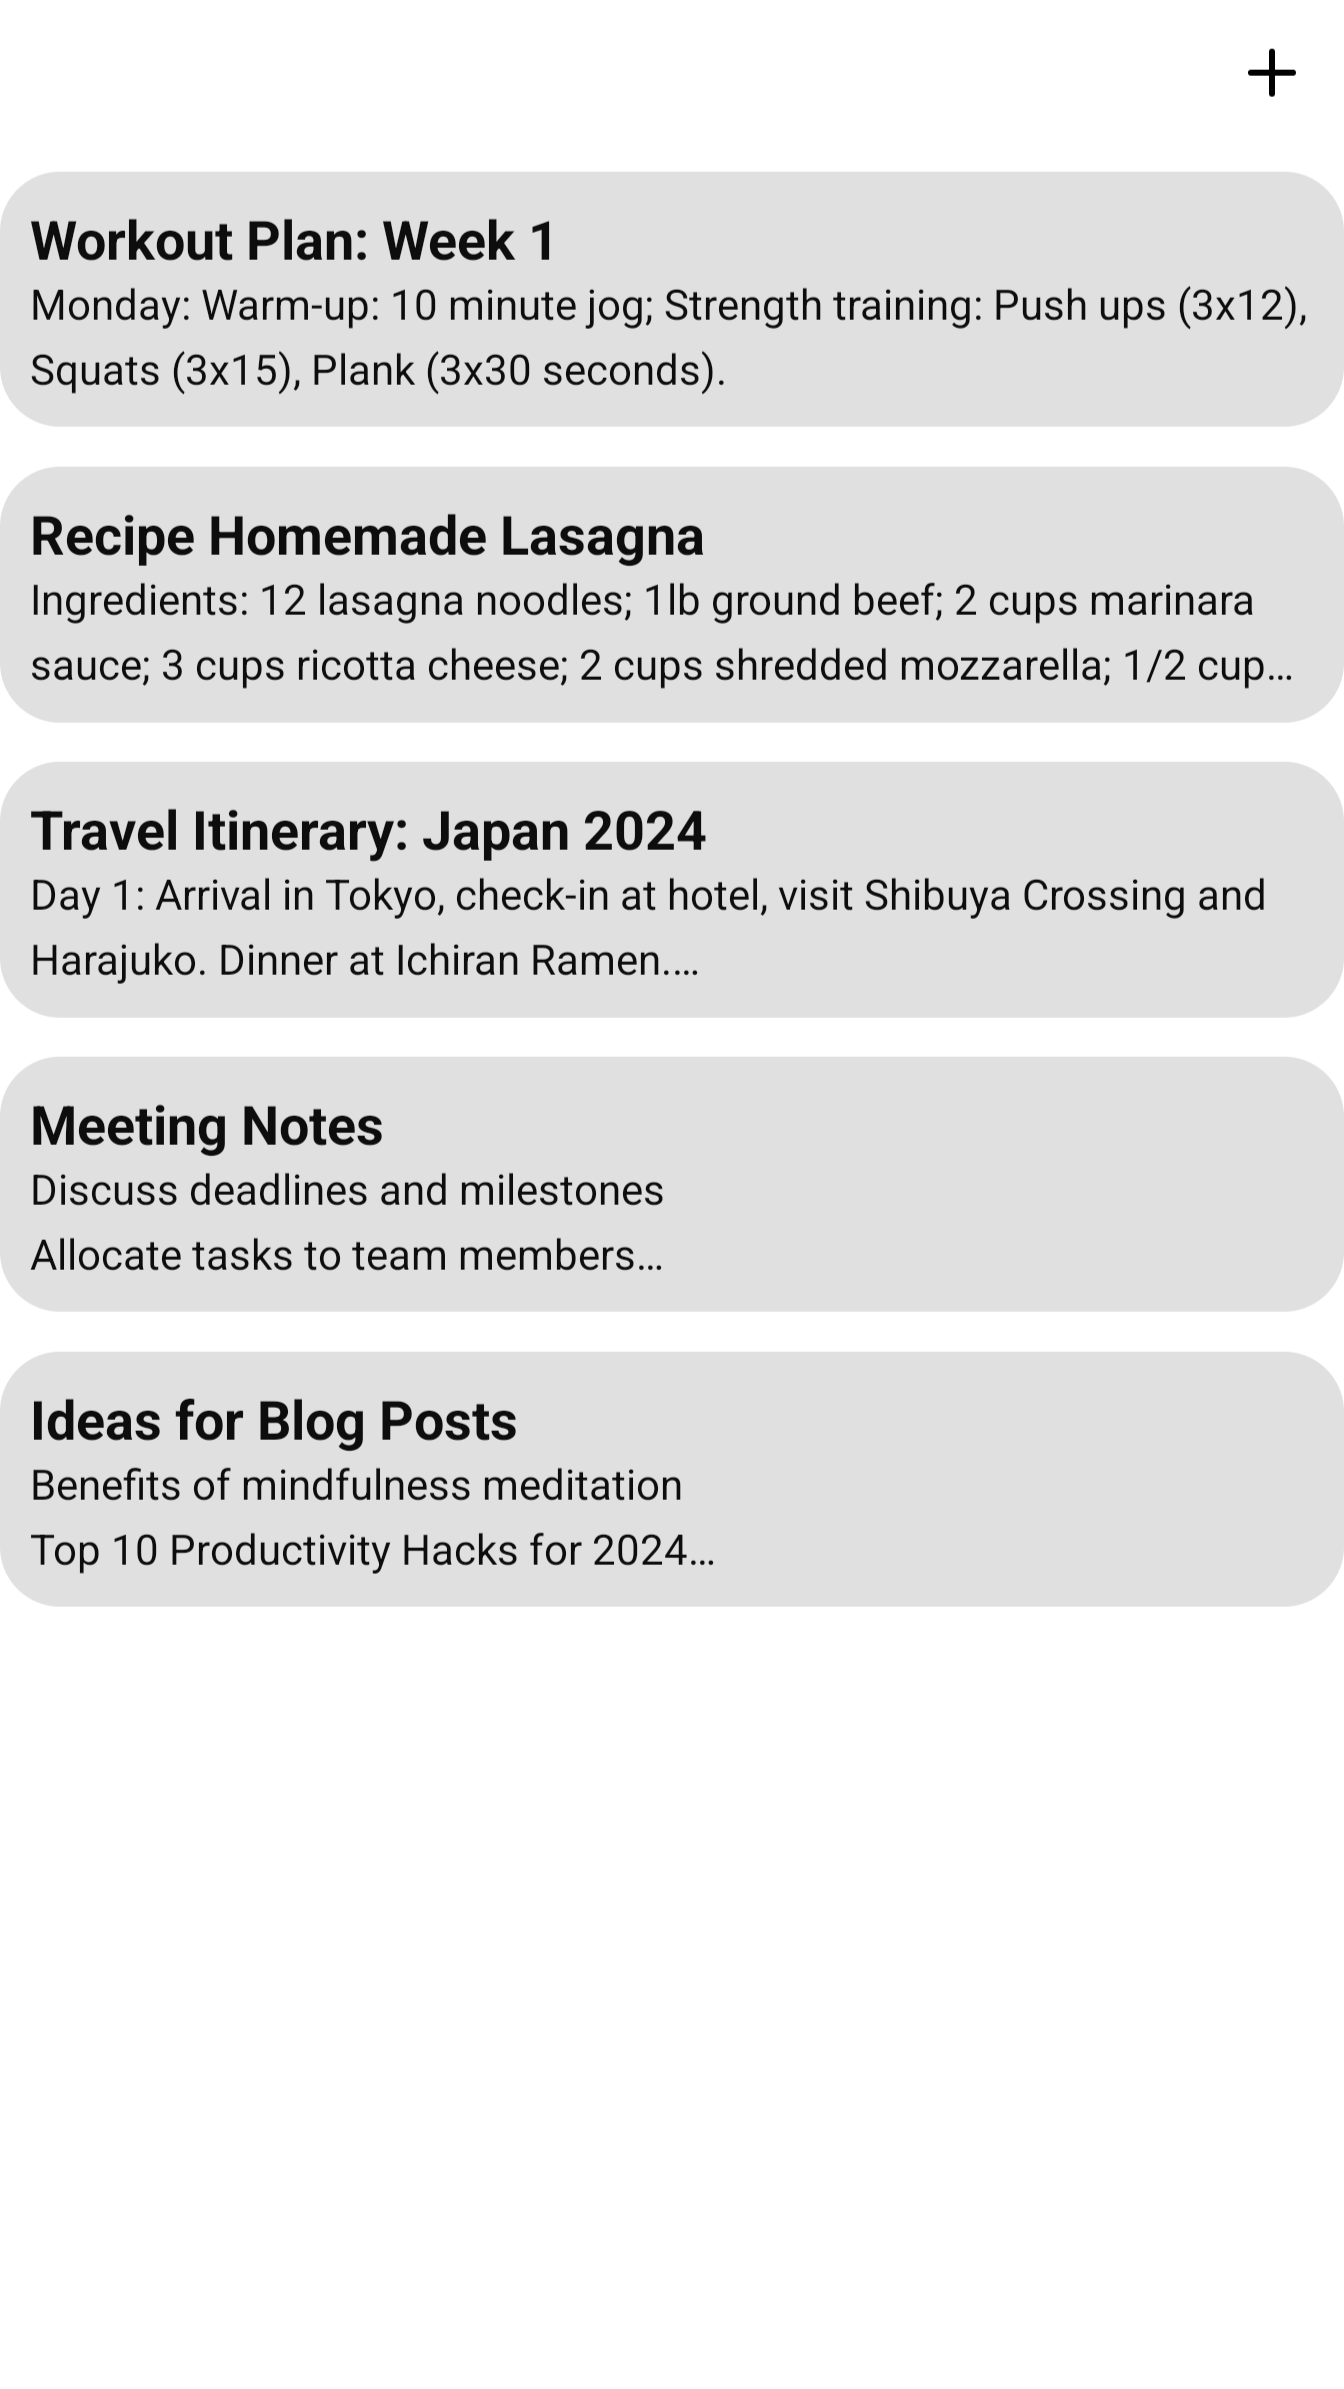 Workout Plan: Week 1
Monday: Warm-up: 10 minute jog; Strength training: Push ups (3x12),
Squats (3x15), Plank (3x30 seconds).
Recipe Homemade Lasagna
Ingredients: 12 lasagna noodles; 1lb ground beef; 2 cups marinara
sauce; 3 cups ricotta cheese; 2 cups shredded mozzarella; 1/2 cup…
Travel Itinerary: Japan 2024
Day 1: Arrival in Tokyo, check-in at hotel, visit Shibuya Crossing and
Harajuko. Dinner at Ichiran Ramen.…
Meeting Notes
Discuss deadlines and milestones
Allocate tasks to team members…
Ideas for Blog Posts
Benefits of mindfulness meditation
Top 10 Productivity Hacks for 2024…